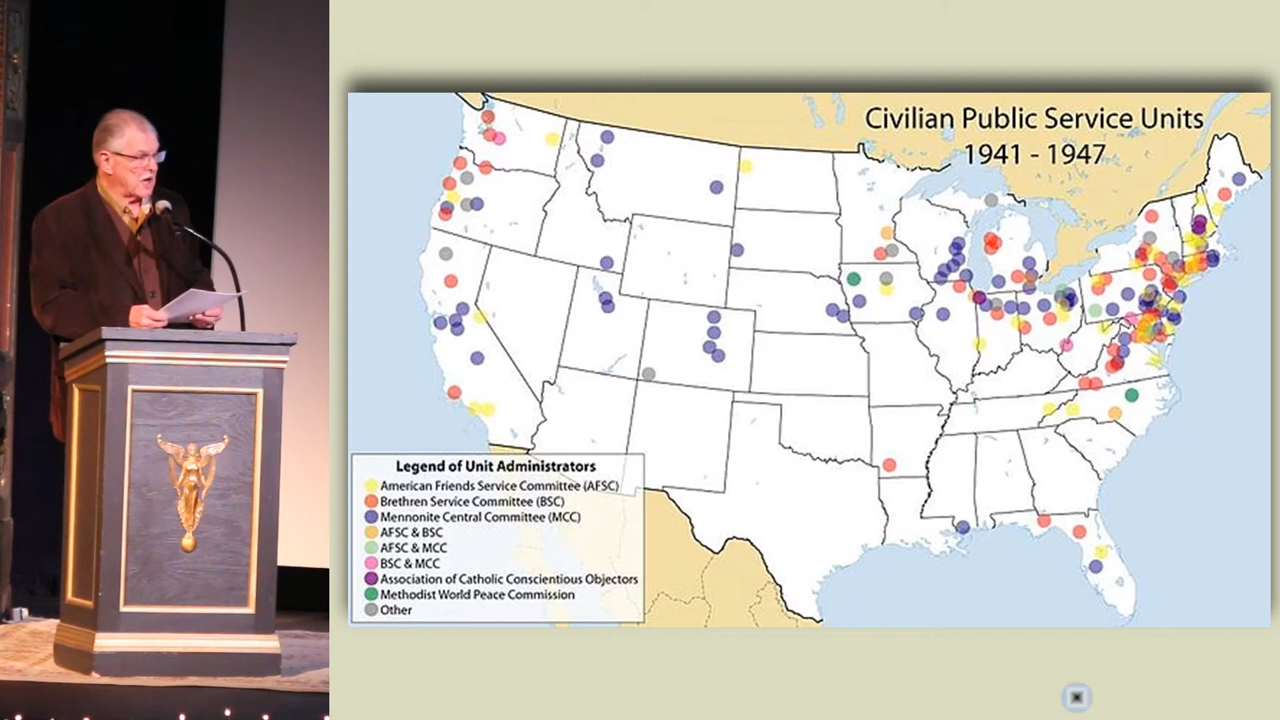 Civilian Public Service Units
1941 - 1947
Legend of Unit Administrators
American Friends Service Committee (AFSC)
Brethren Service Committee (BSC)
Mennonite Central Committee (MCC)
AFSC & BSC
AFSC & MCC
BSC & MCC
Association of Catholic Conscientious Objectors
Methodist World Peace Commission
Other